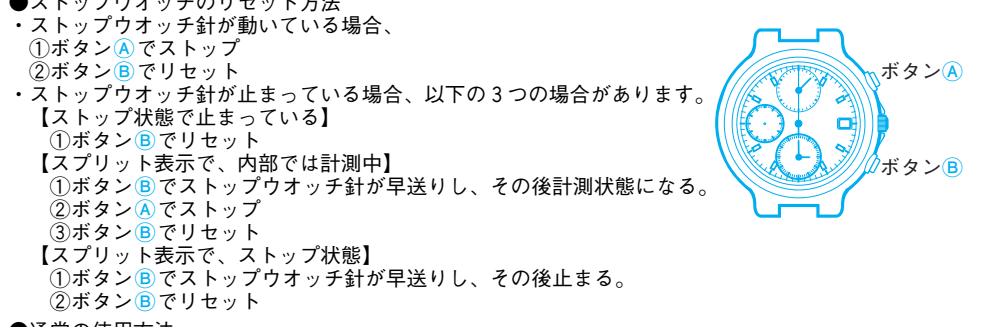 ●ストップウオッチのリセット方法
・ストップウオッチ針が動いている場合、
①ボタンⒶでストップ
②ボタンⒷでリセット
・ストップウオッチ針が止まっている場合、以下の3つの場合があります。
【ストップ状態で止まっている】
①ボタンⒷでリセット
【スプリット表示で、内部では計測中】
①ボタンⒷでストップウオッチ針が早送りし、その後計測状態になる。
②ボタンⒶでストップ
③ボタンⒷでリセット
【スプリット表示で、ストップ状態】
①ボタンⒷでストップウオッチ針が早送りし、その後止まる。
②ボタンⒷでリセット
●通常の使用方法
ボタンⒶ
ボタンⒷ